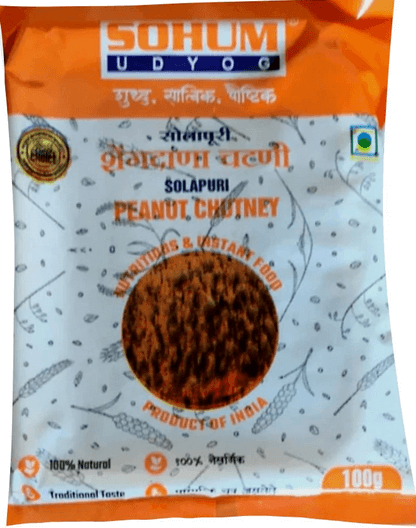 SOHUM
UDYOG
शुध्द. सात्विक. पौष्टिक
सोलापूरी
शेंगदाणा चटणी
SOLAPURI
PEANUT CHUTNEY
NUTRITIOUS & INSTANT FOOD
PRODUCT OF INDIA
100% Natural
१००% नैसर्गिक
Traditional Taste
100g